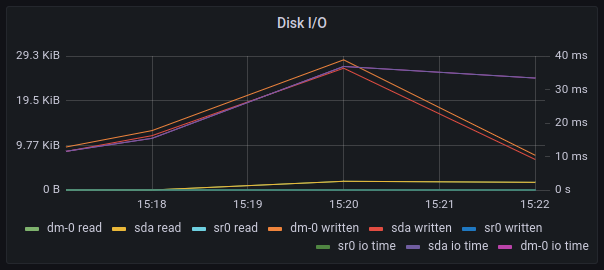 Disk I/O
29.3 KiB
40 ms
30 ms
19.5 KiB
20 ms
9.77 KiB
10 ms
0 B
0 s
15:18 15:19 15:20 15:21 15:22
dm-0 read sda read sr0 read dm-0 written sda written sr0 written
sr0 io time sda io time dm-0 io time